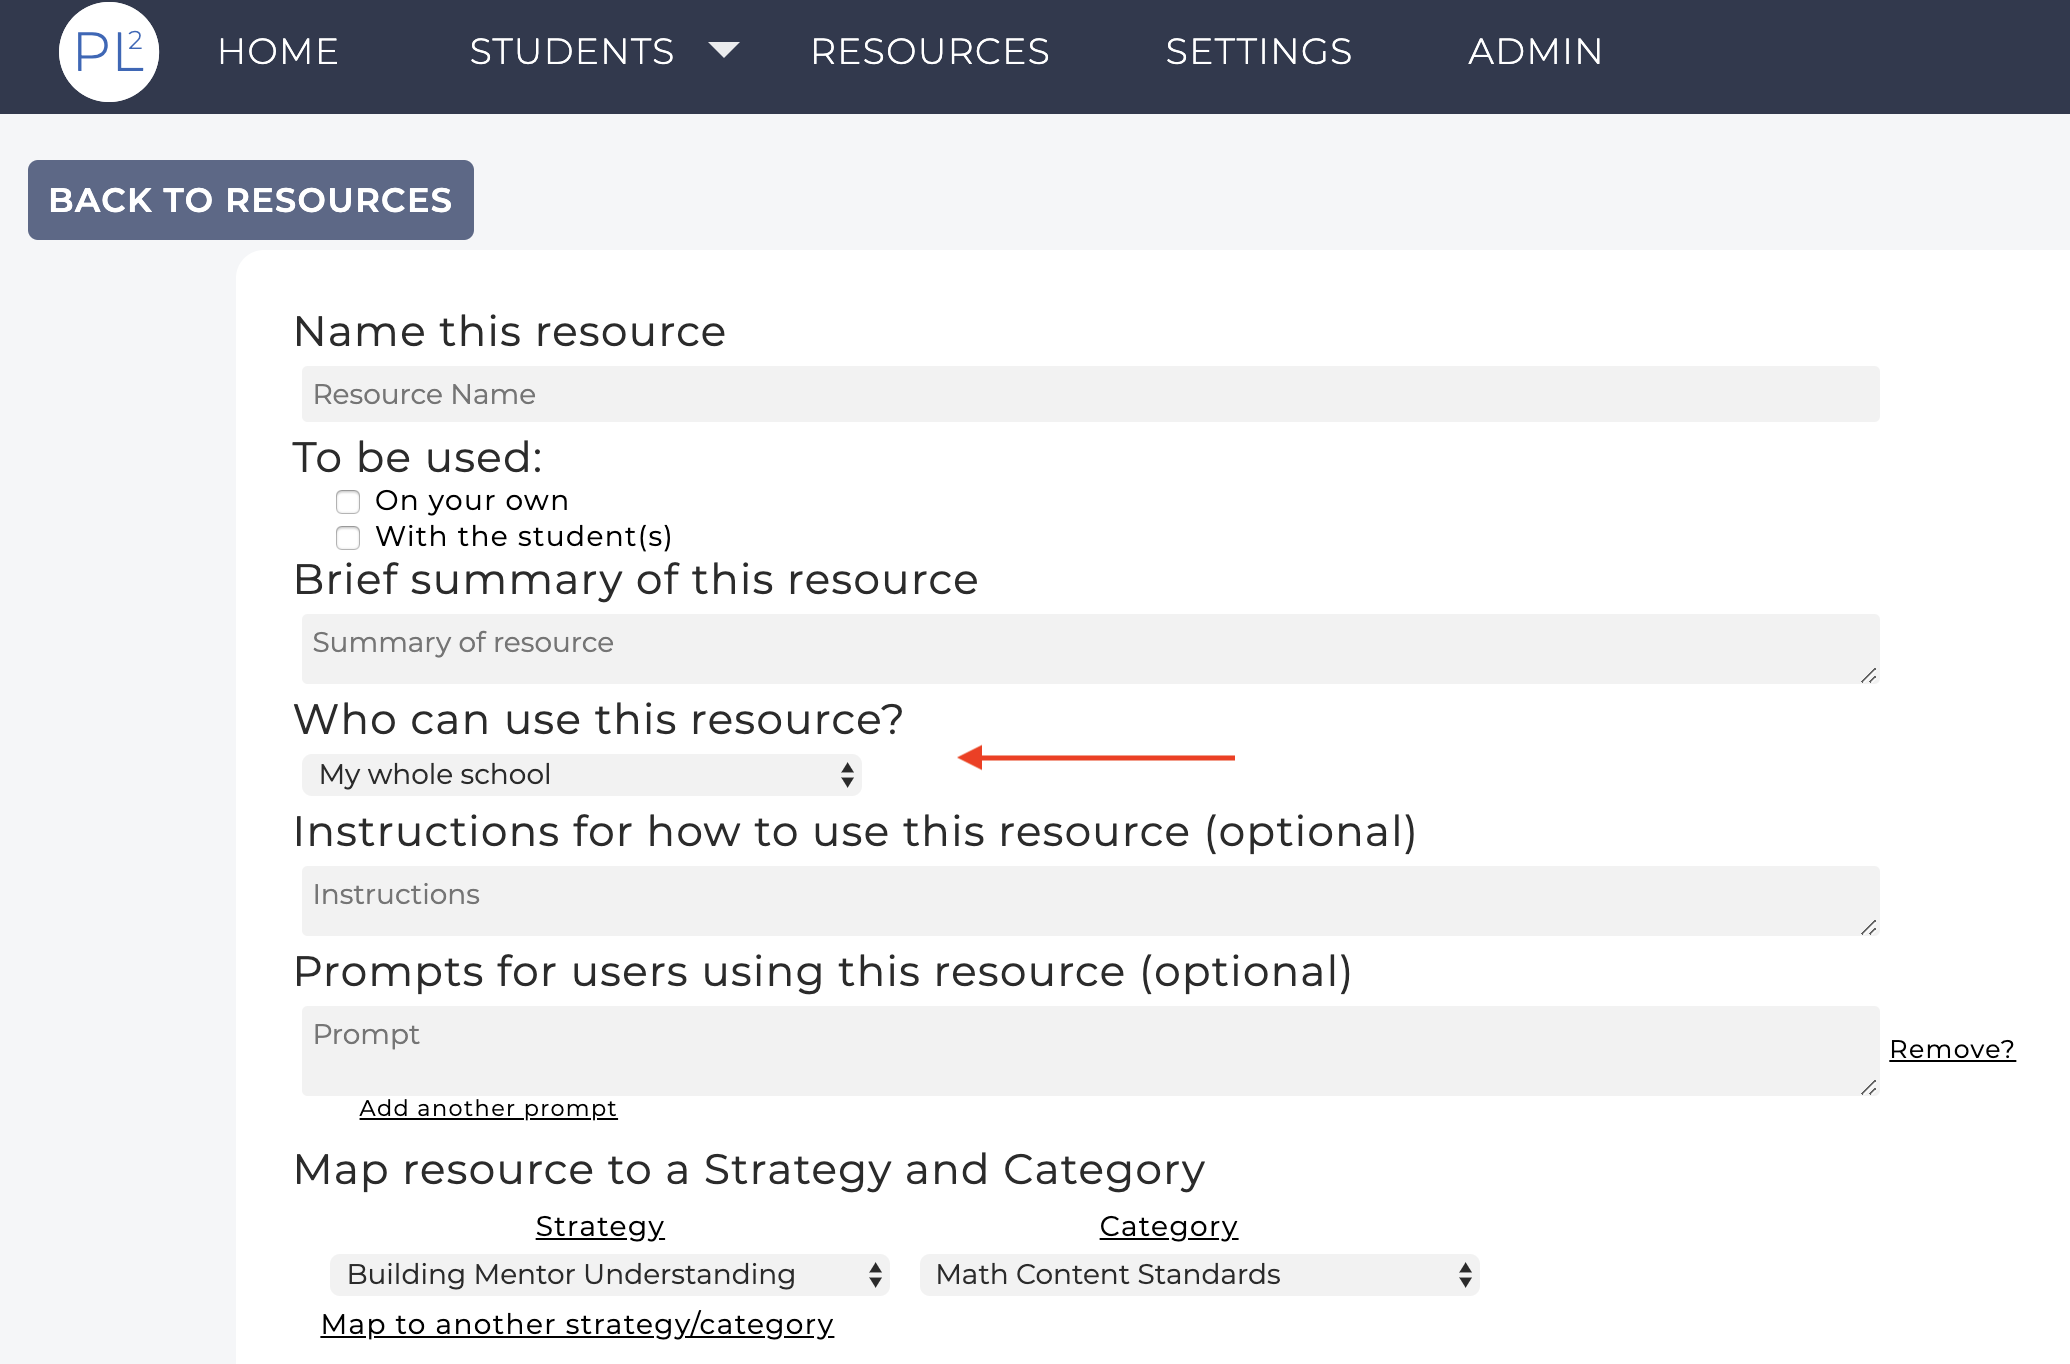 PL2
HOME STUDENTS RESOURCES SETTINGS ADMIN
BACK TO RESOURCES
Name this resource
Resource Name
To be used:
On your own
With the student(s)
Brief summary of this resource
Summary of resource
Who can use this resource?
My whole school
Instructions for how to use this resource (optional)
Instructions
Prompts for users using this resource (optional)
Prompt
Remove?
Add another prompt
Map resource to a Strategy and Category
Strategy Category
Building Mentor Understanding Math Content Standards
Map to another strategy/category